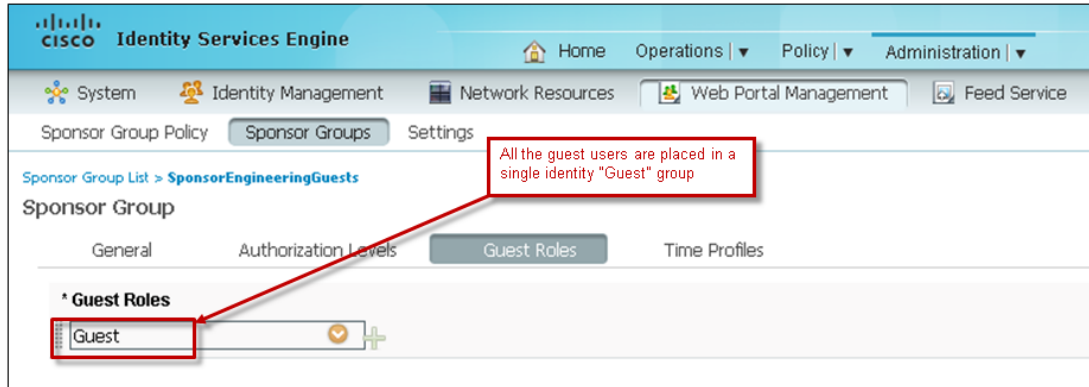 CISCO Identity Services Engine
Home Operations | ▼ Policy | ▼ Administration | ▼
System Identity Management Network Resources Web Portal Management Feed Service
Sponsor Group Policy Sponsor Groups Settings
All the guest users are placed in a
single identity "Guest" group
Sponsor Group List > SponsorEngineeringGuests
Sponsor Group
General Authorization Levels Guest Roles Time Profiles
* Guest Roles
Guest